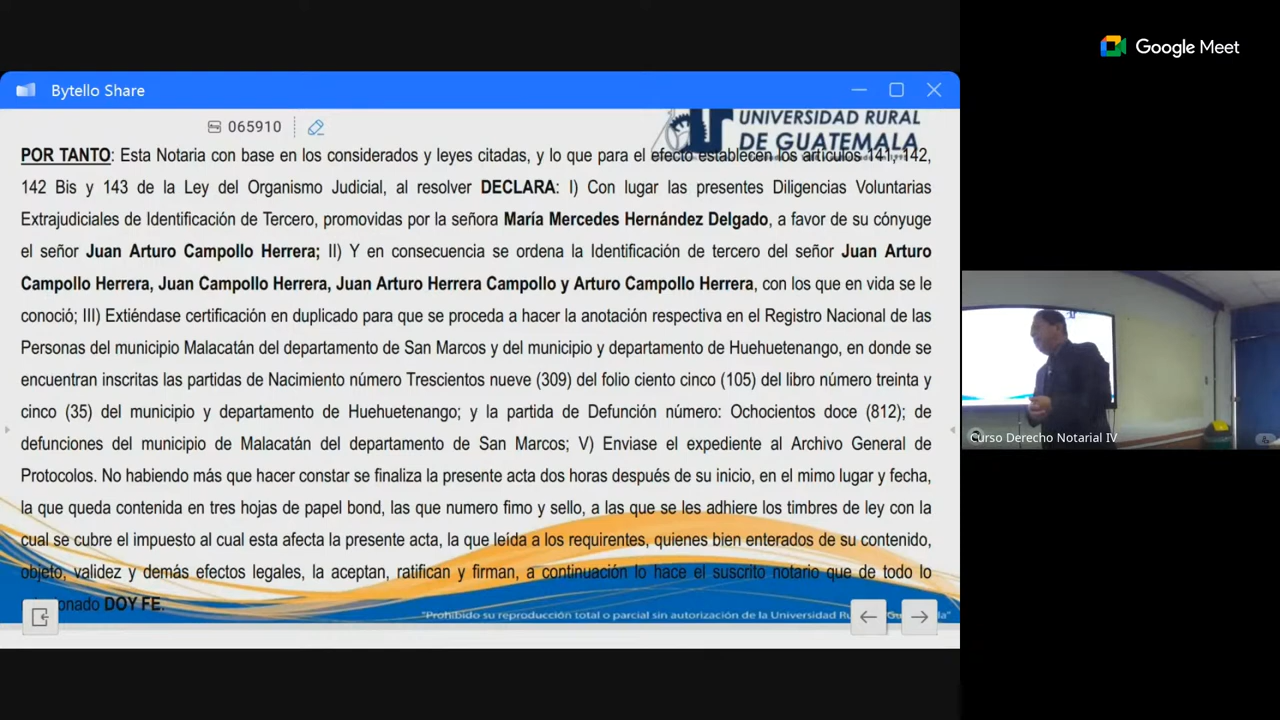 Google Meet
Bytello Share
065910
UNIVERSIDAD RURAL
DE GUATEMALA
POR TANTO: Esta Notaria con base en los considerados y leyes citadas, y lo que para el efecto establecen los artículos 141, 142,
142 Bis y 143 de la Ley del Organismo Judicial, al resolver DECLARA: I) Con lugar las presentes Diligencias Voluntarias
Extrajudiciales de Identificación de Tercero, promovidas por la señora María Mercedes Hernández Delgado, a favor de su cónyuge
el señor Juan Arturo Campollo Herrera; II) Y en consecuencia se ordena la Identificación de tercero del señor Juan Arturo
Campollo Herrera, Juan Campollo Herrera, Juan Arturo Herrera Campollo y Arturo Campollo Herrera, con los que en vida se le
conoció; III) Extiéndase certificación en duplicado para que se proceda a hacer la anotación respectiva en el Registro Nacional de las
Personas del municipio Malacatán del departamento de San Marcos y del municipio y departamento de Huehuetenango, en donde se
encuentran inscritas las partidas de Nacimiento número Trescientos nueve (309) del folio ciento cinco (105) del libro número treinta y
cinco (35) del municipio y departamento de Huehuetenango; y la partida de Defunción número: Ochocientos doce (812); de
defunciones del municipio de Malacatán del departamento de San Marcos; V) Enviase el expediente al Archivo General de
Protocolos. No habiendo más que hacer constar se finaliza la presente acta dos horas después de su inicio, en el mimo lugar y fecha,
la que queda contenida en tres hojas de papel bond, las que numero fimo y sello, a las que se les adhiere los timbres de ley con la
cual se cubre el impuesto al cual esta afecta la presente acta, la que leída a los requirentes, quienes bien enterados de su contenido,
objeto, validez y demás efectos legales, la aceptan, ratifican y firman, a continuación lo hace el suscrito notario que de todo lo
DOY FE.
"Prohibido su reproducción total o parcial sin autorización de la Universidad
Curso Derecho Notarial IV